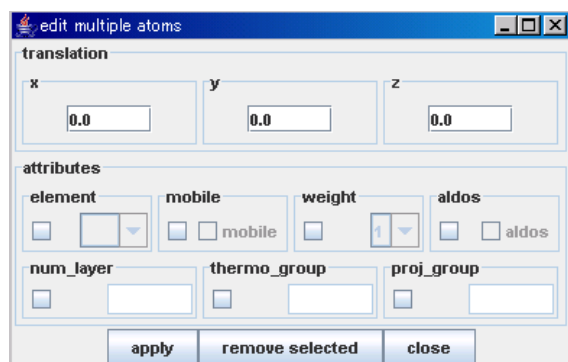 edit multiple atoms
translation
x y z
0.0 0.0 0.0
attributes
element mobile weight aldos
mobile 1 aldos
num_layer thermo_group proj_group
apply remove selected close